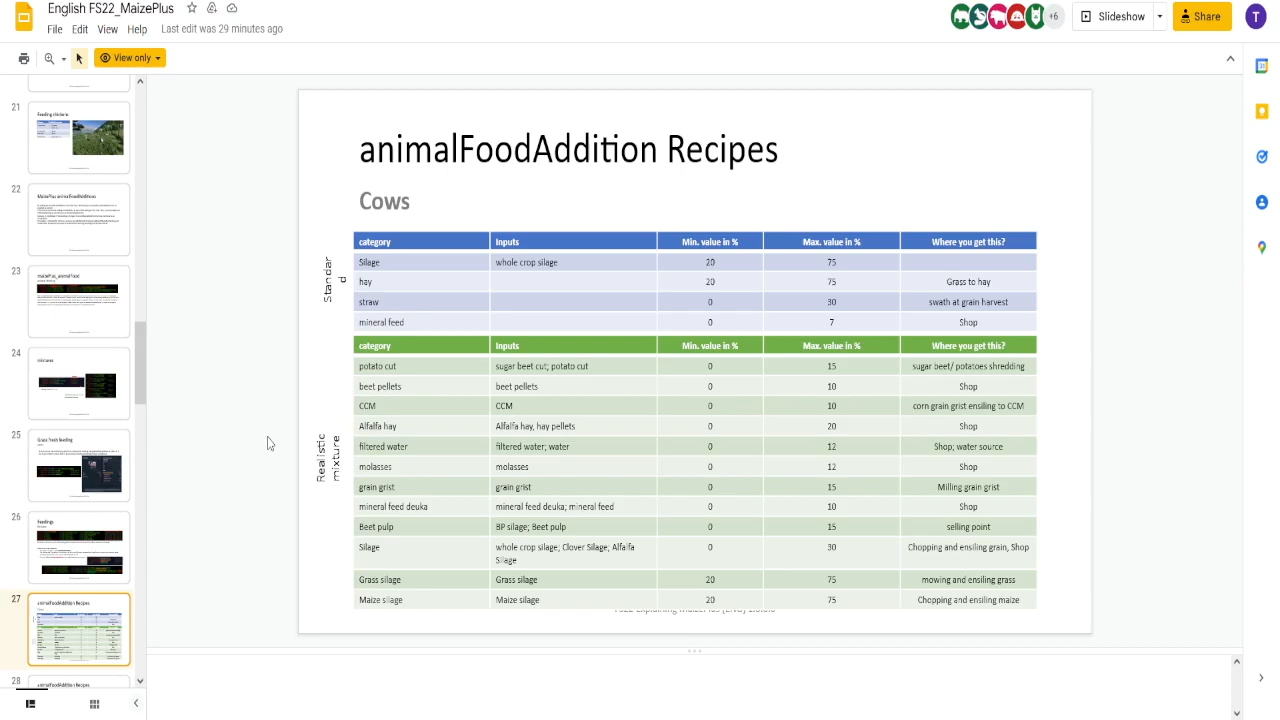 English FS22_MaizePlus
File Edit View Help Last edit was 29 minutes ago
+6
Slideshow
Share
T
View only
21
Feeding chickens
22
MaizePlus animalFoodAdditions
23
maizePlus_animalFood
24
mixtures
25
Grass fresh feeding
26
Feedings
27
animalFoodAddition Recipes
28
animalFoodAddition Recipes
animalFoodAddition Recipes
Cows
Standard
category Inputs Min. value in % Max. value in % Where you get this?
Silage whole crop silage 20 75
hay 20 75 Grass to hay
straw 0 30 swath at grain harvest
mineral feed 0 7 Shop
Realistic mixture
category Inputs Min. value in % Max. value in % Where you get this?
potato cut sugar beet cut; potato cut 0 15 sugar beet/ potatoes shredding
beet pellets beet pellets 0 10 Shop
CCM CCM 0 10 corn grain grist ensiling to CCM
Alfalfa hay Alfalfa hay, hay pellets 0 20 Shop
filtered water filtered water; water 0 12 Shop; water source
molasses molasses 0 12 Shop
grain grist grain grist 0 15 Milling grain grist
mineral feed deuka mineral feed deuka; mineral feed 0 10 Shop
Beet pulp BP silage; Beet pulp 0 15 selling point
Silage whole crop silage; Clover Silage; Alfalfa Silage 0 30 Chopping and ensiling grain, Shop
Grass silage Grass silage 20 75 mowing and ensiling grass
Maize silage Maize silage 20 75 Chopping and ensiling maize